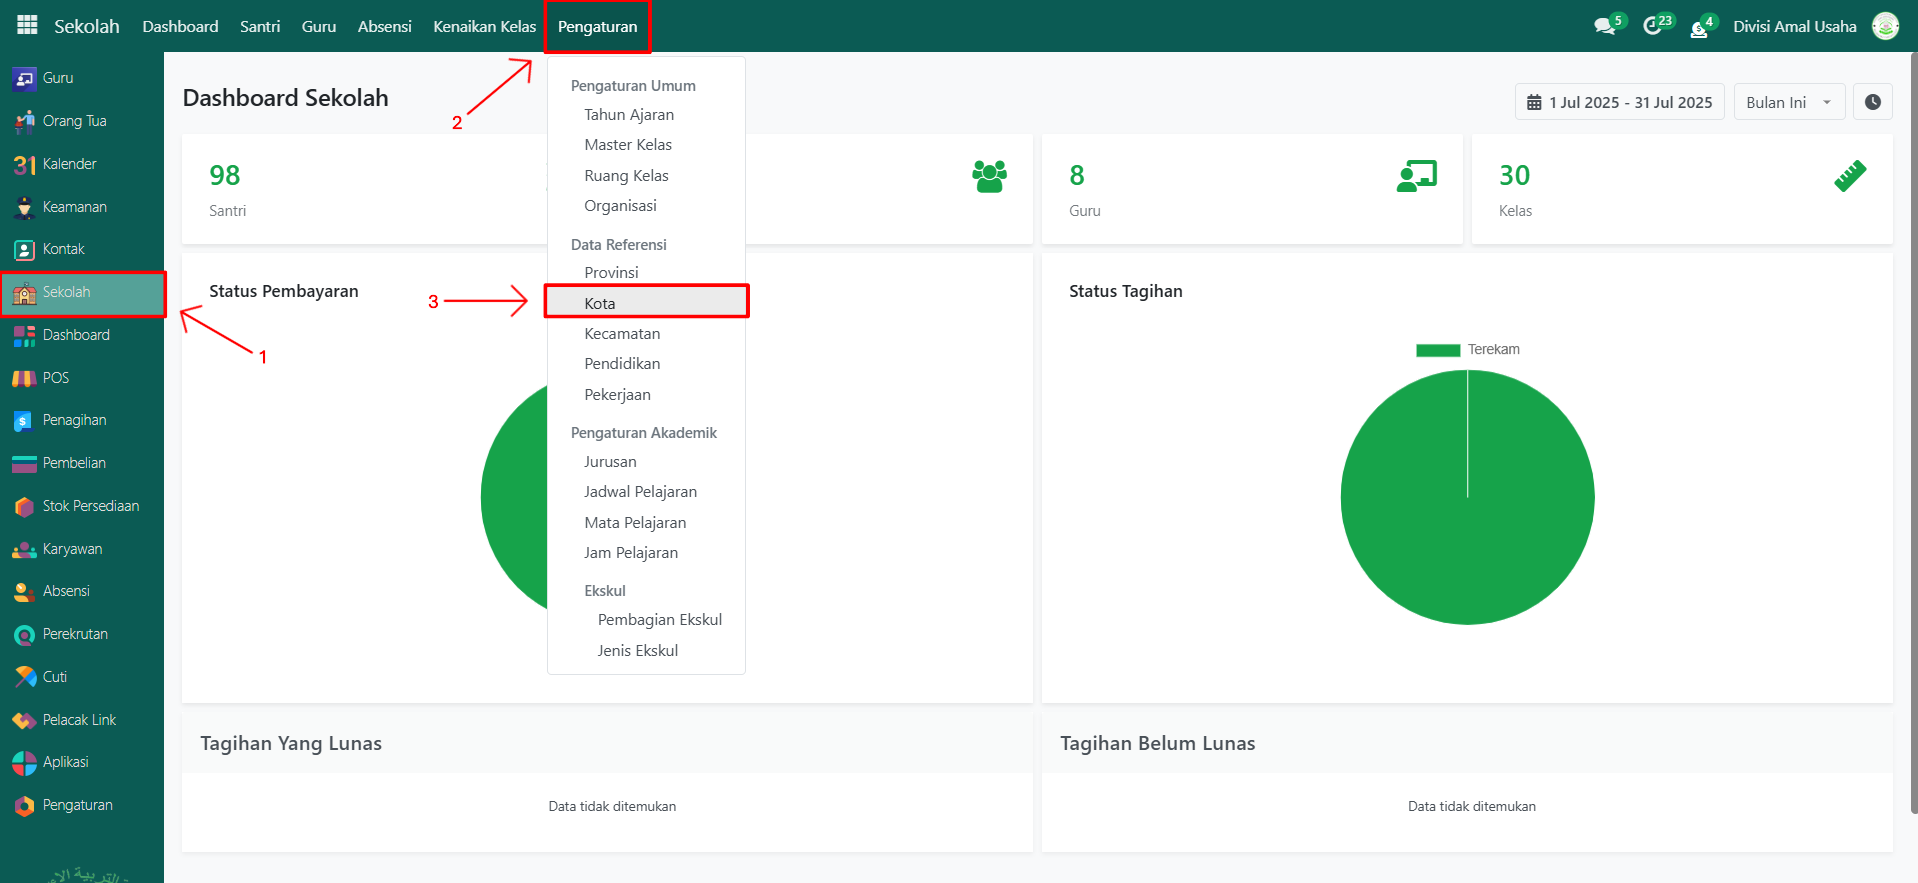 Sekolah Dashboard Santri Guru Absensi Kenaikan Kelas Pengaturan 5 23 4 Divisi Amal Usaha
Guru
Orang Tua
31 Kalender
Keamanan
Kontak
Sekolah
Dashboard
POS
Penagihan
Pembelian
Stok Persediaan
Karyawan
Absensi
Perekrutan
Cuti
Pelacak Link
Aplikasi
Pengaturan
1
2
3
Dashboard Sekolah
1 Jul 2025 - 31 Jul 2025 Bulan Ini
98
Santri
8
Guru
30
Kelas
Pengaturan Umum
Tahun Ajaran
Master Kelas
Ruang Kelas
Organisasi
Data Referensi
Provinsi
Kota
Kecamatan
Pendidikan
Pekerjaan
Pengaturan Akademik
Jurusan
Jadwal Pelajaran
Mata Pelajaran
Jam Pelajaran
Ekskul
Pembagian Ekskul
Jenis Ekskul
Status Pembayaran
Status Tagihan
Terekam
Tagihan Yang Lunas
Data tidak ditemukan
Tagihan Belum Lunas
Data tidak ditemukan